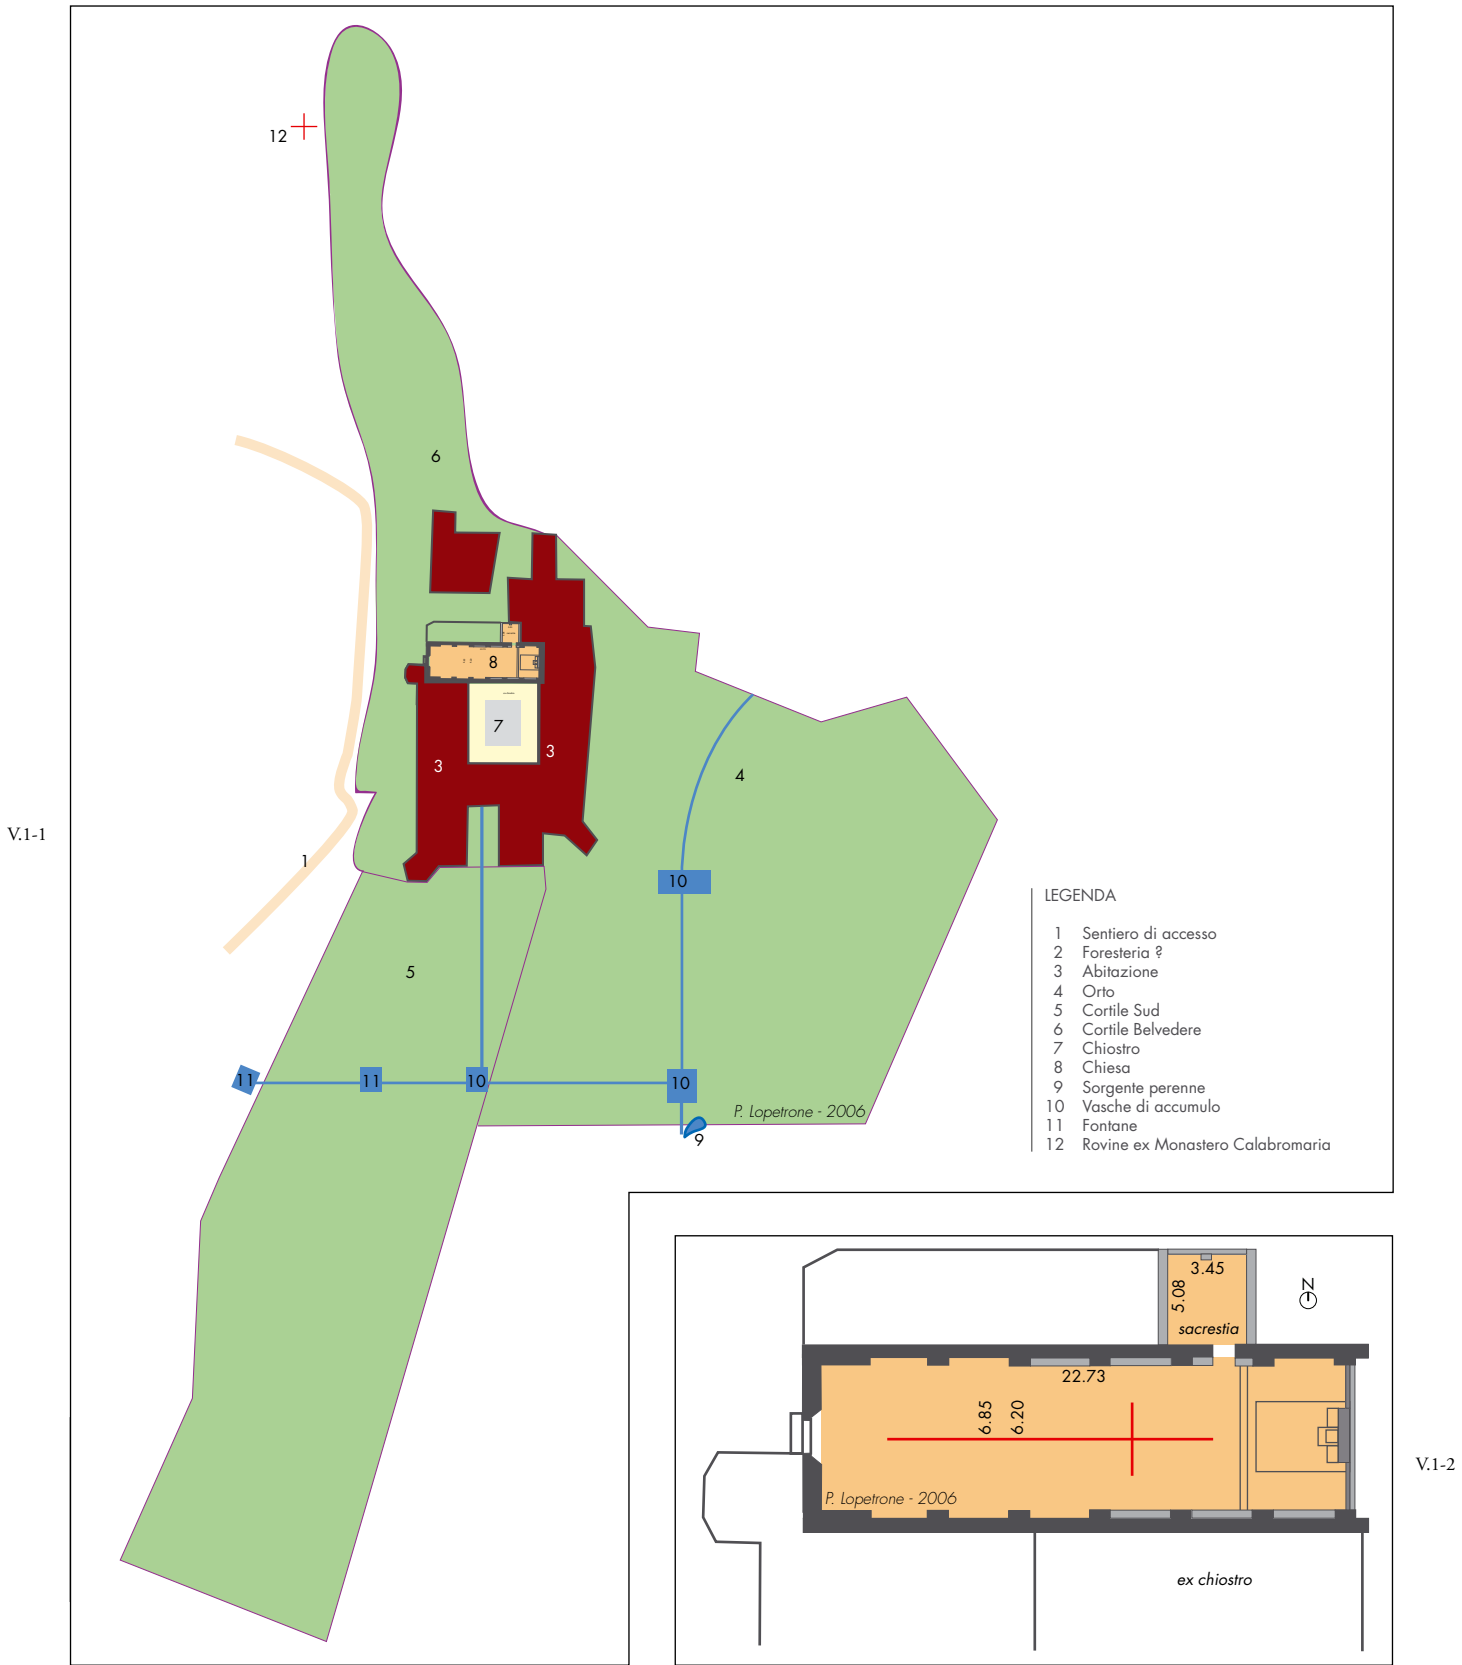 12
6
8
7
3
3
4
V.1-1
1
10
5
11
11
10
10
P. Lopetrone - 2006
9
LEGENDA
1 Sentiero di accesso
2 Foresteria ?
3 Abitazione
4 Orto
5 Cortile Sud
6 Cortile Belvedere
7 Chiostro
8 Chiesa
9 Sorgente perenne
10 Vasche di accumulo
11 Fontane
12 Rovine ex Monastero Calabromaria
3.45
5.08
sacrestia
N
22.73
6.85
6.20
P. Lopetrone - 2006
ex chiostro
V.1-2